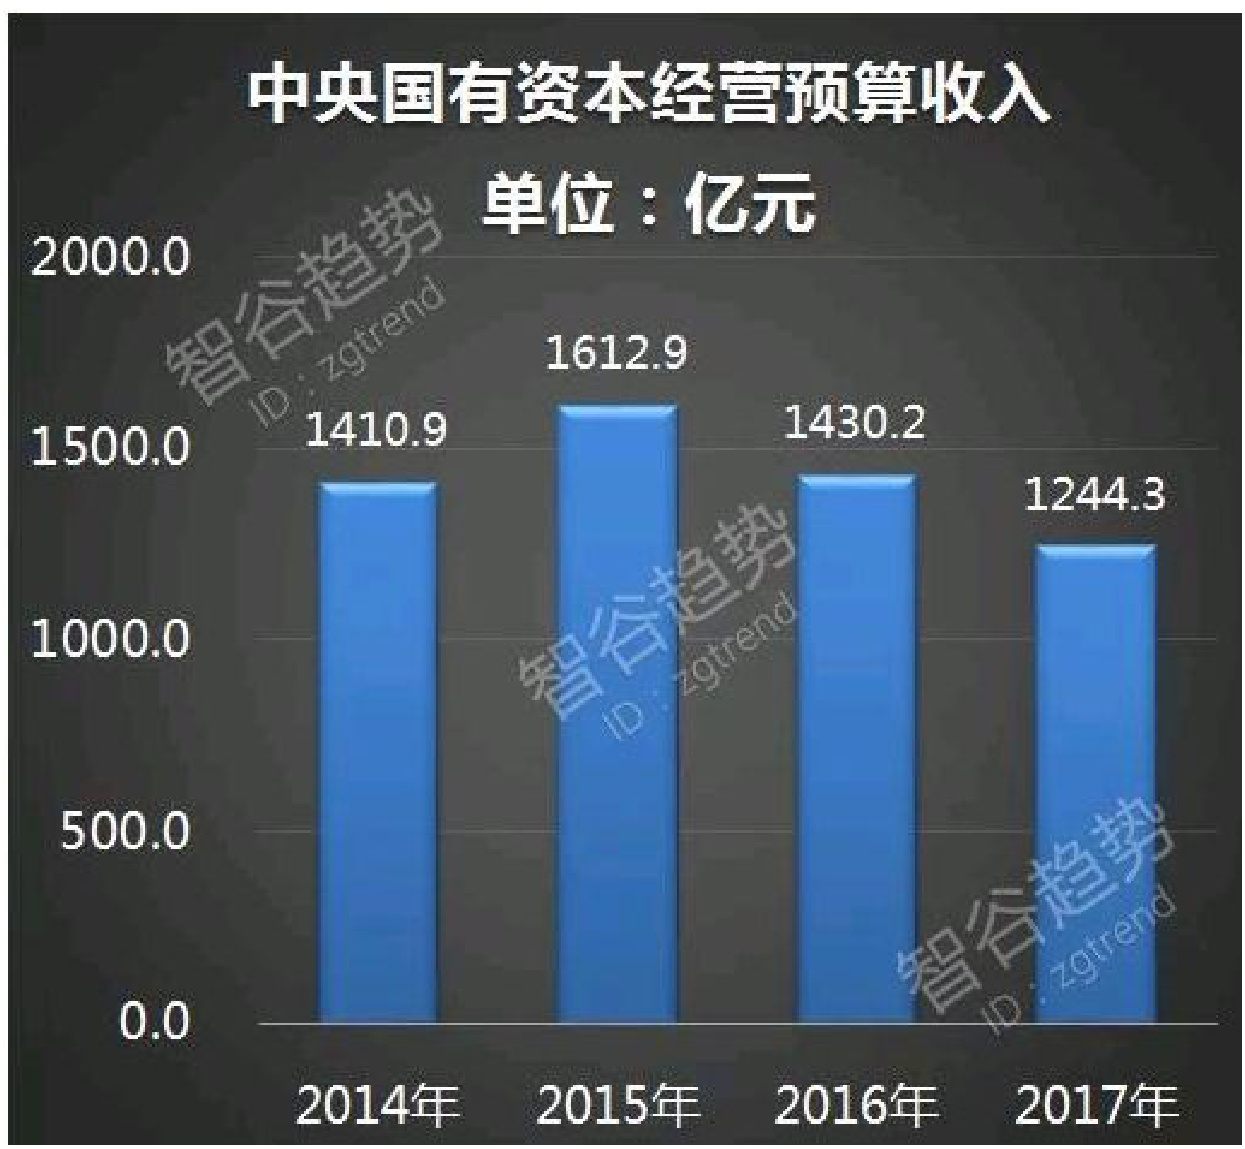 中央国有资本经营预算收入
单位：亿元
2000.0
1500.0
1000.0
500.0
0.0
1410.9
1612.9
1430.2
1244.3
2014年
2015年
2016年
2017年
智谷趋势
ID：zgtrend
智谷趋势
ID：zgtrend
智谷趋势
ID：zgtrend